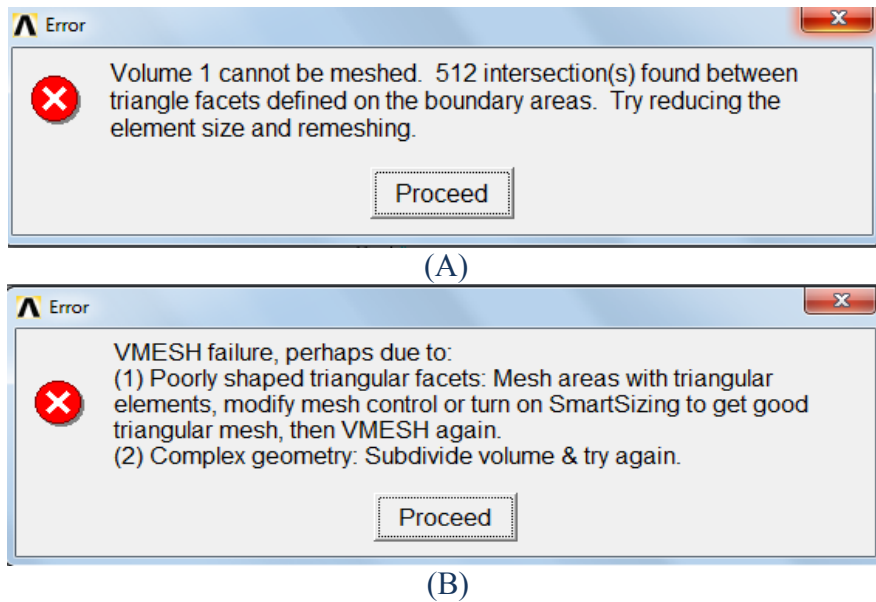 Error
Volume 1 cannot be meshed.  512 intersection(s) found between
triangle facets defined on the boundary areas.  Try reducing the
element size and remeshing.
Proceed
(A)
Error
VMESH failure, perhaps due to:
(1) Poorly shaped triangular facets: Mesh areas with triangular
elements, modify mesh control or turn on SmartSizing to get good
triangular mesh, then VMESH again.
(2) Complex geometry: Subdivide volume & try again.
Proceed
(B)